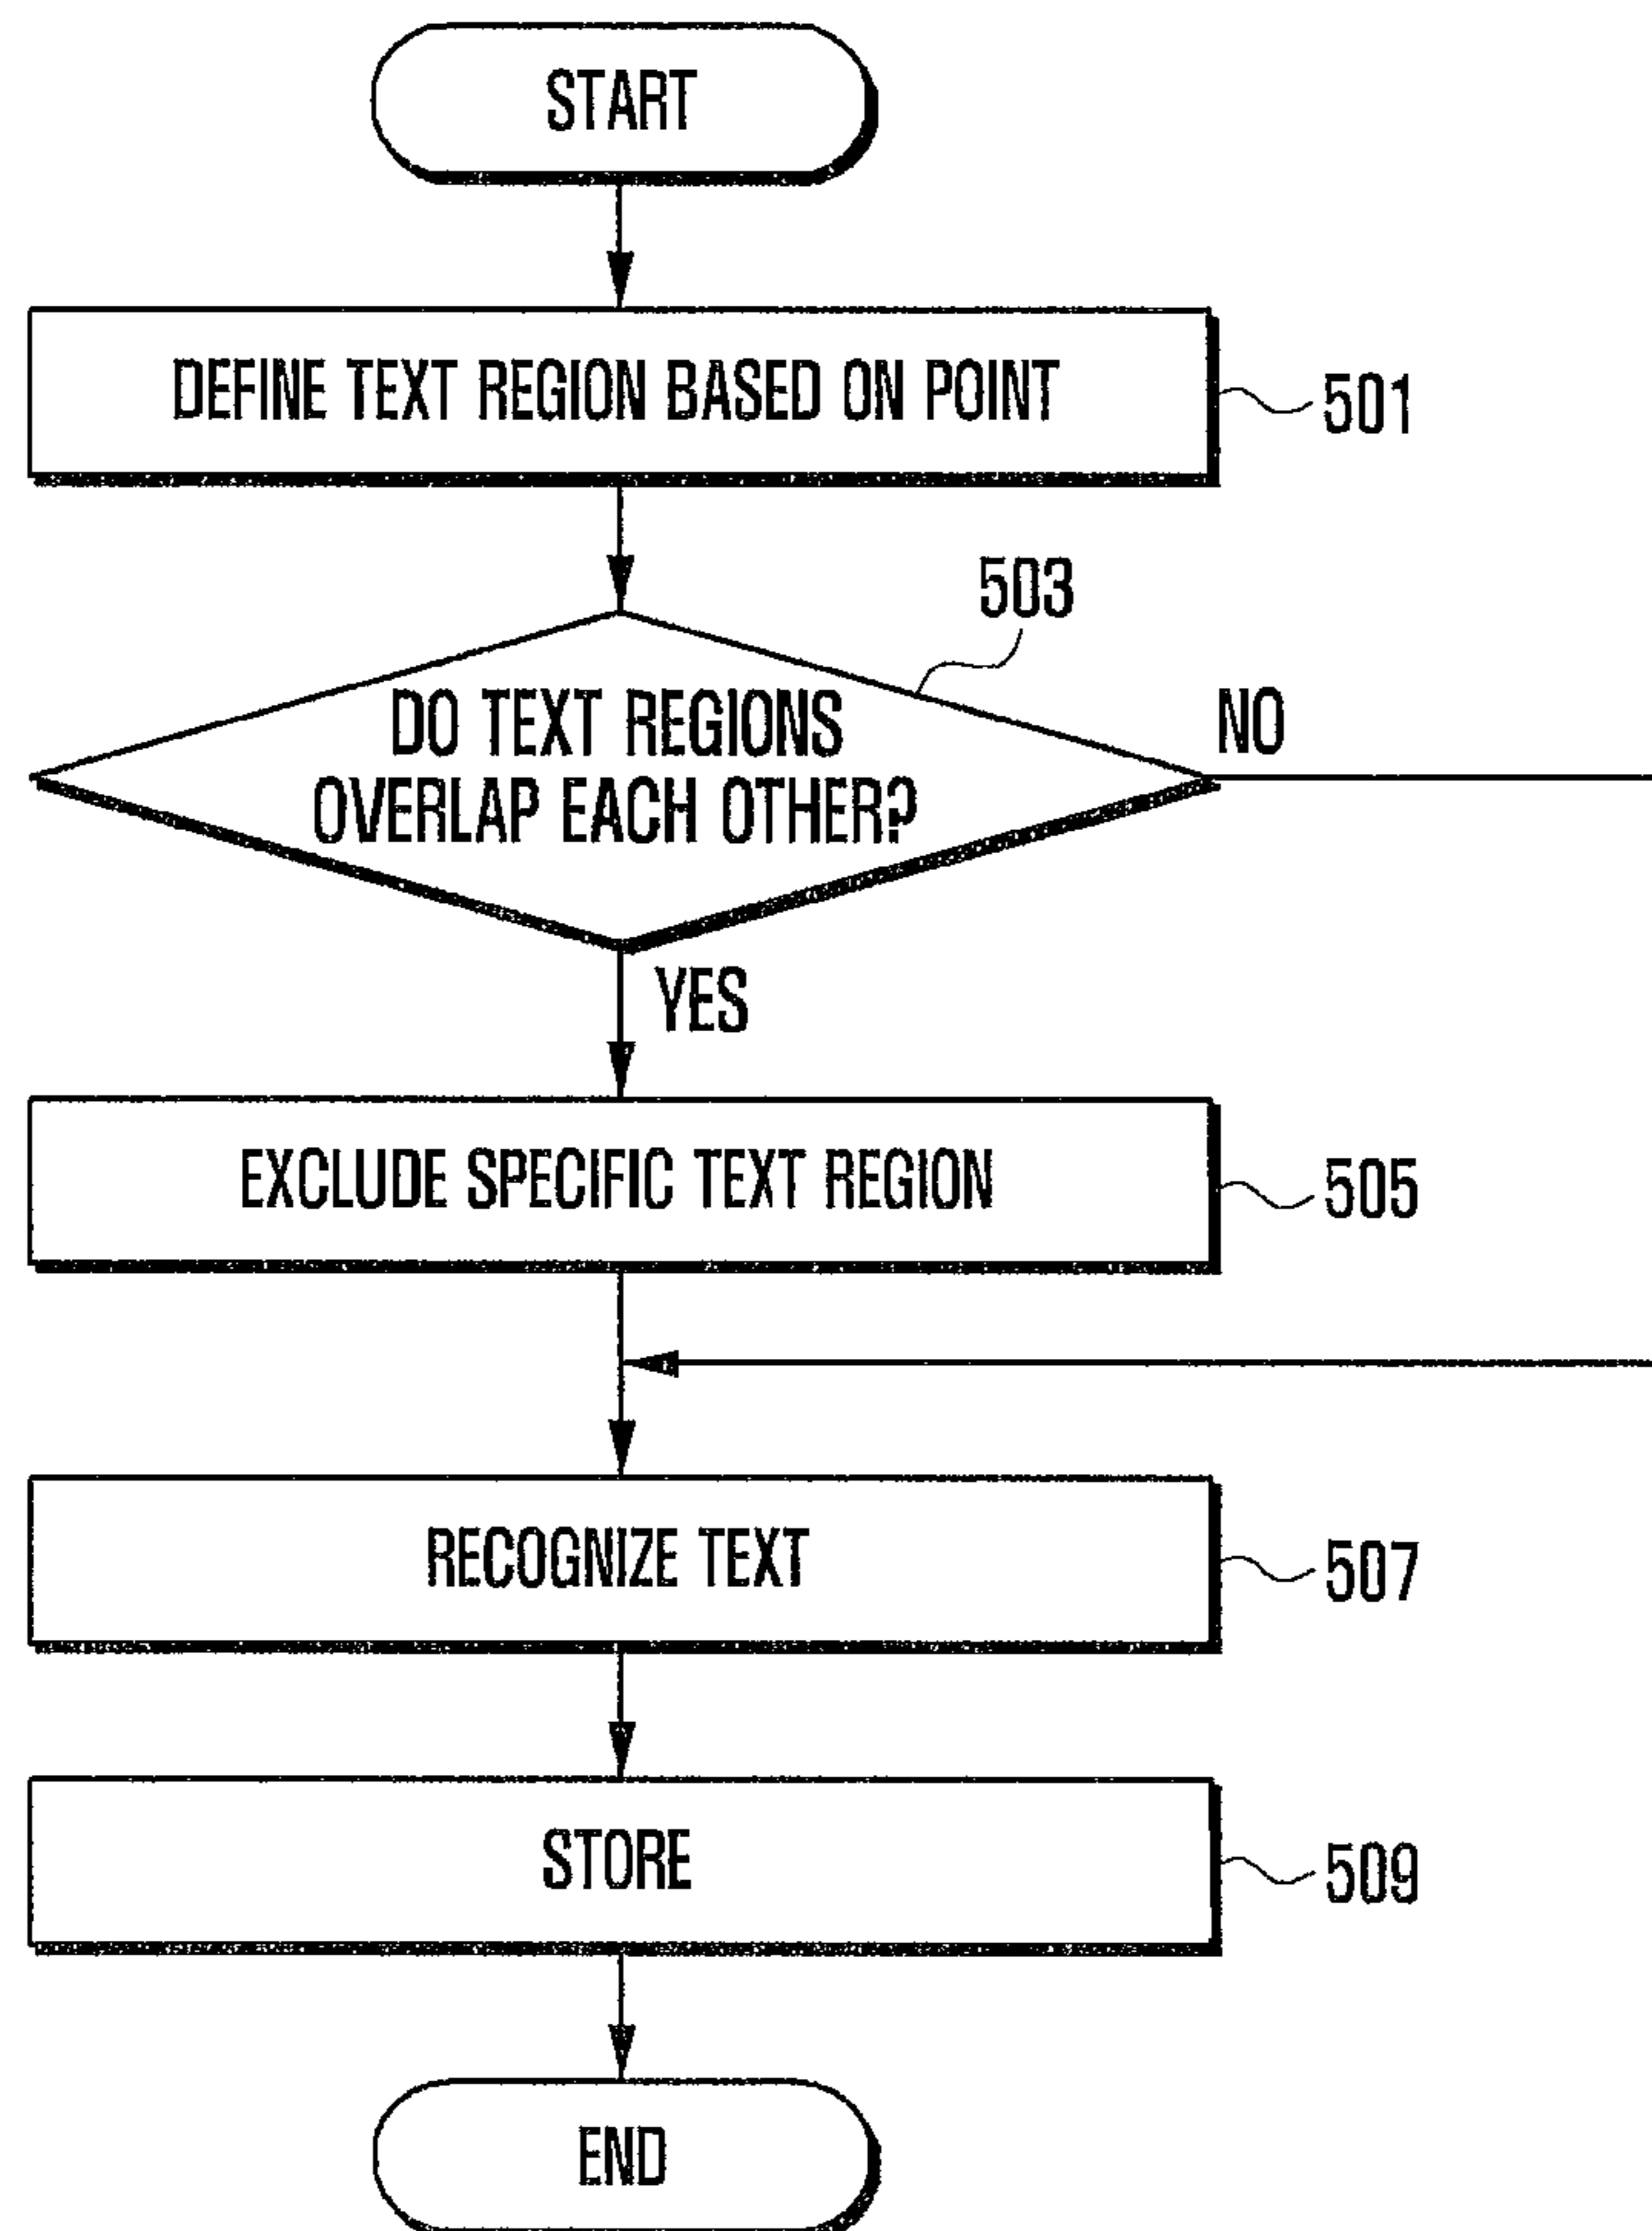 START
DEFINE TEXT REGION BASED ON POINT
501
503
DO TEXT REGIONS
OVERLAP EACH OTHER?
NO
YES
EXCLUDE SPECIFIC TEXT REGION
505
RECOGNIZE TEXT
507
STORE
509
END